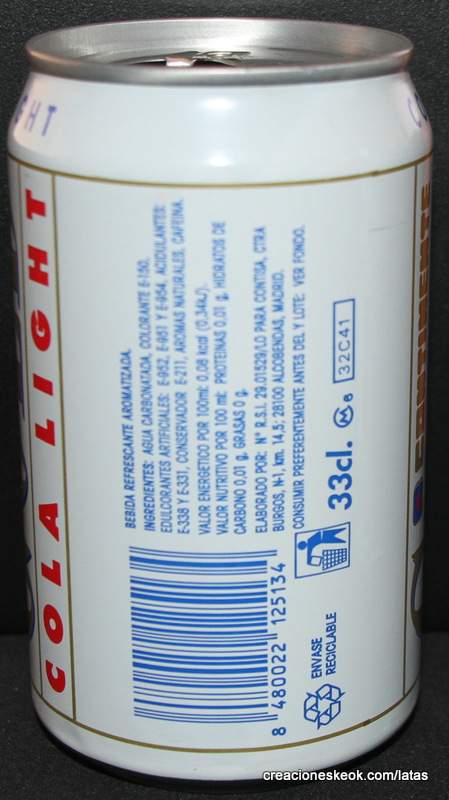 COLA LIGHT
BEBIDA REFRESCANTE AROMATIZADA.
INGREDIENTES: AGUA CARBONATADA, COLORANTE E-150,
EDULCORANTES ARTIFICIALES: E-952, E-951 Y E-954, ACIDULANTES:
E-338 Y E-331, CONSERVADOR E-211, AROMAS NATURALES, CAFEINA.
VALOR ENERGETICO POR 100ml: 0,08 kcal (0,34kJ).
VALOR NUTRITIVO POR 100 ml: PROTEINAS 0,01 g, HIDRATOS DE
CARBONO 0,01 g, GRASAS 0 g.
ELABORADO POR: Nº R.S.I. 29.01529/LO PARA CONTISA, CTRA
BURGOS, N-I, km. 14,5; 28100 ALCOBENDAS, MADRID.
CONSUMIR PREFERENTEMENTE ANTES DEL Y LOTE: VER FONDO.
33cl. 32C41
8 480022 125134
ENVASE
RECICLABLE
CONTINENTE
creacioneskeok.com/latas